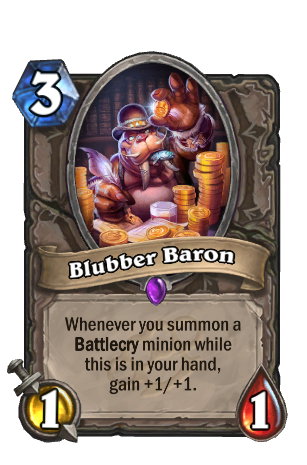 3
Blubber Baron
Whenever you summon a
Battlecry minion while
this is in your hand,
gain +1/+1.
1
1